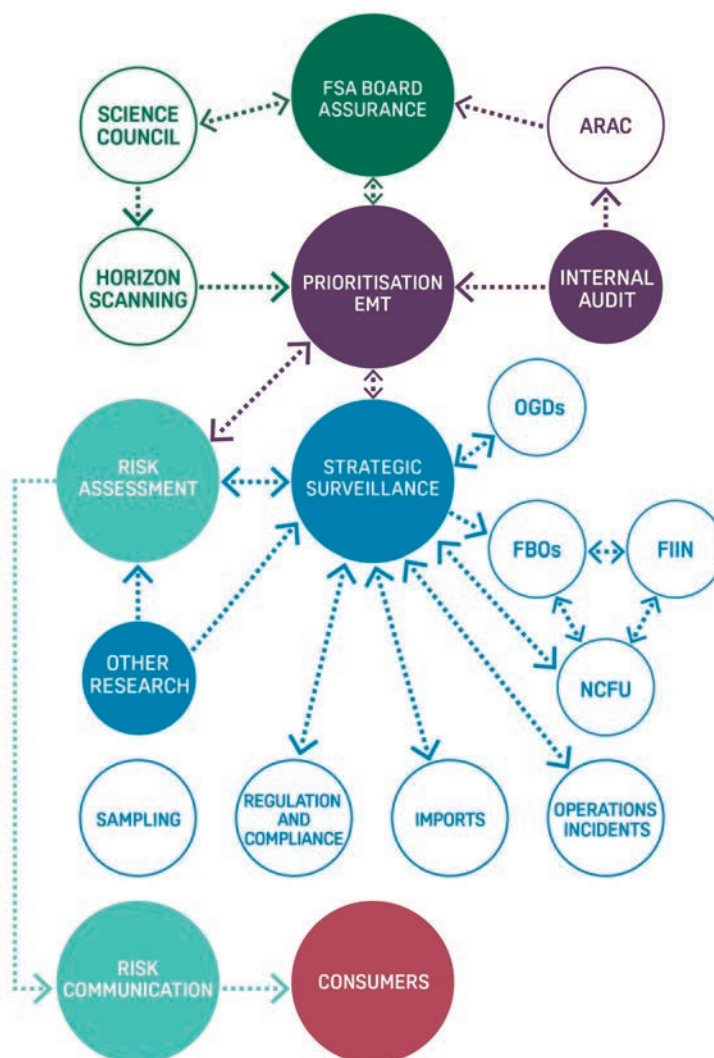 FSA BOARD
ASSURANCE
SCIENCE
COUNCIL
ARAC
HORIZON
SCANNING
PRIORITISATION
EMT
INTERNAL
AUDIT
OGDs
RISK
ASSESSMENT
STRATEGIC
SURVEILLANCE
FBOs
FIIN
OTHER
RESEARCH
NCFU
SAMPLING
REGULATION
AND
COMPLIANCE
IMPORTS
OPERATIONS
INCIDENTS
RISK
COMMUNICATION
CONSUMERS